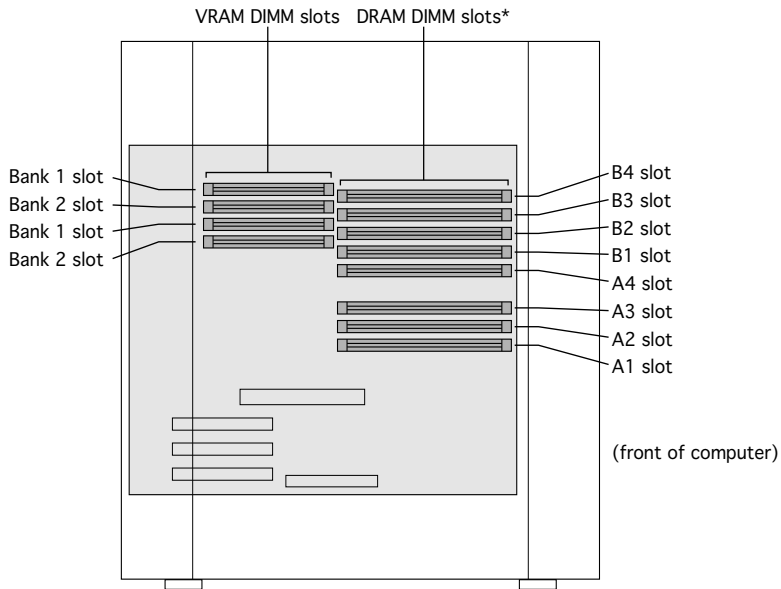 VRAM DIMM slots
DRAM DIMM slots*
Bank 1 slot
Bank 2 slot
Bank 1 slot
Bank 2 slot
B4 slot
B3 slot
B2 slot
B1 slot
A4 slot
A3 slot
A2 slot
A1 slot
(front of computer)